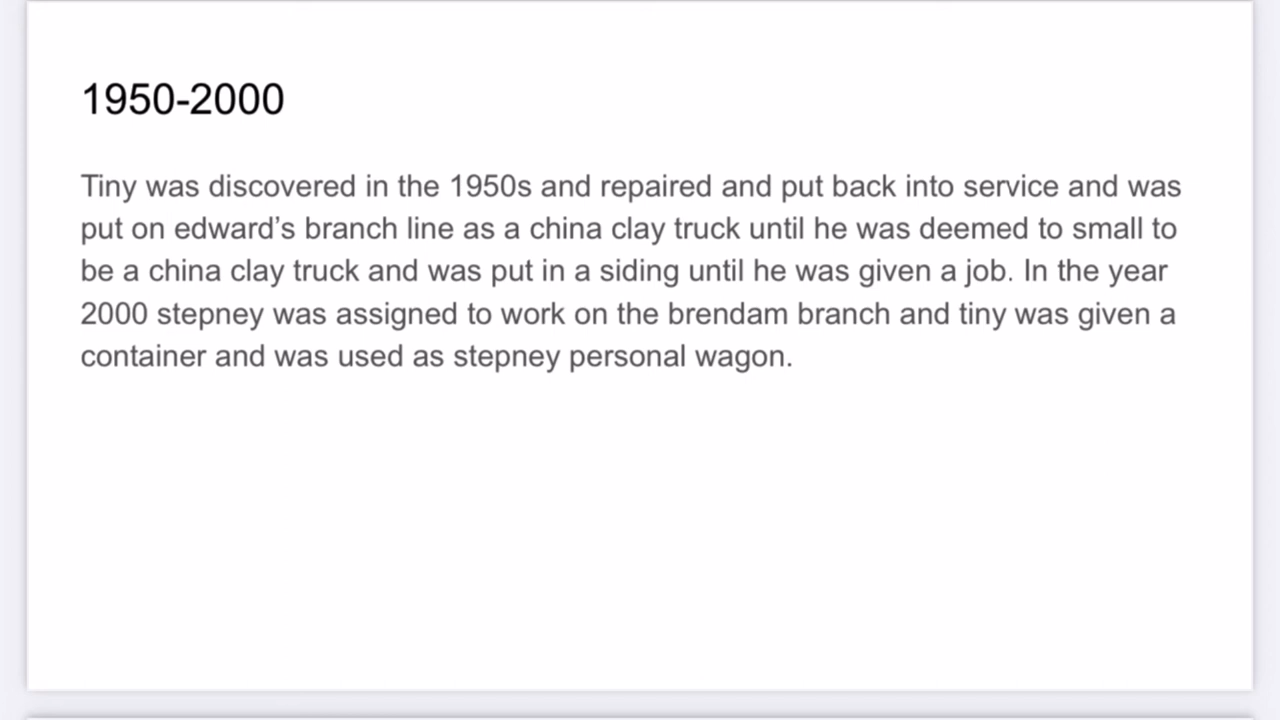 1950-2000
Tiny was discovered in the 1950s and repaired and put back into service and was
put on edward’s branch line as a china clay truck until he was deemed to small to
be a china clay truck and was put in a siding until he was given a job. In the year
2000 stepney was assigned to work on the brendam branch and tiny was given a
container and was used as stepney personal wagon.